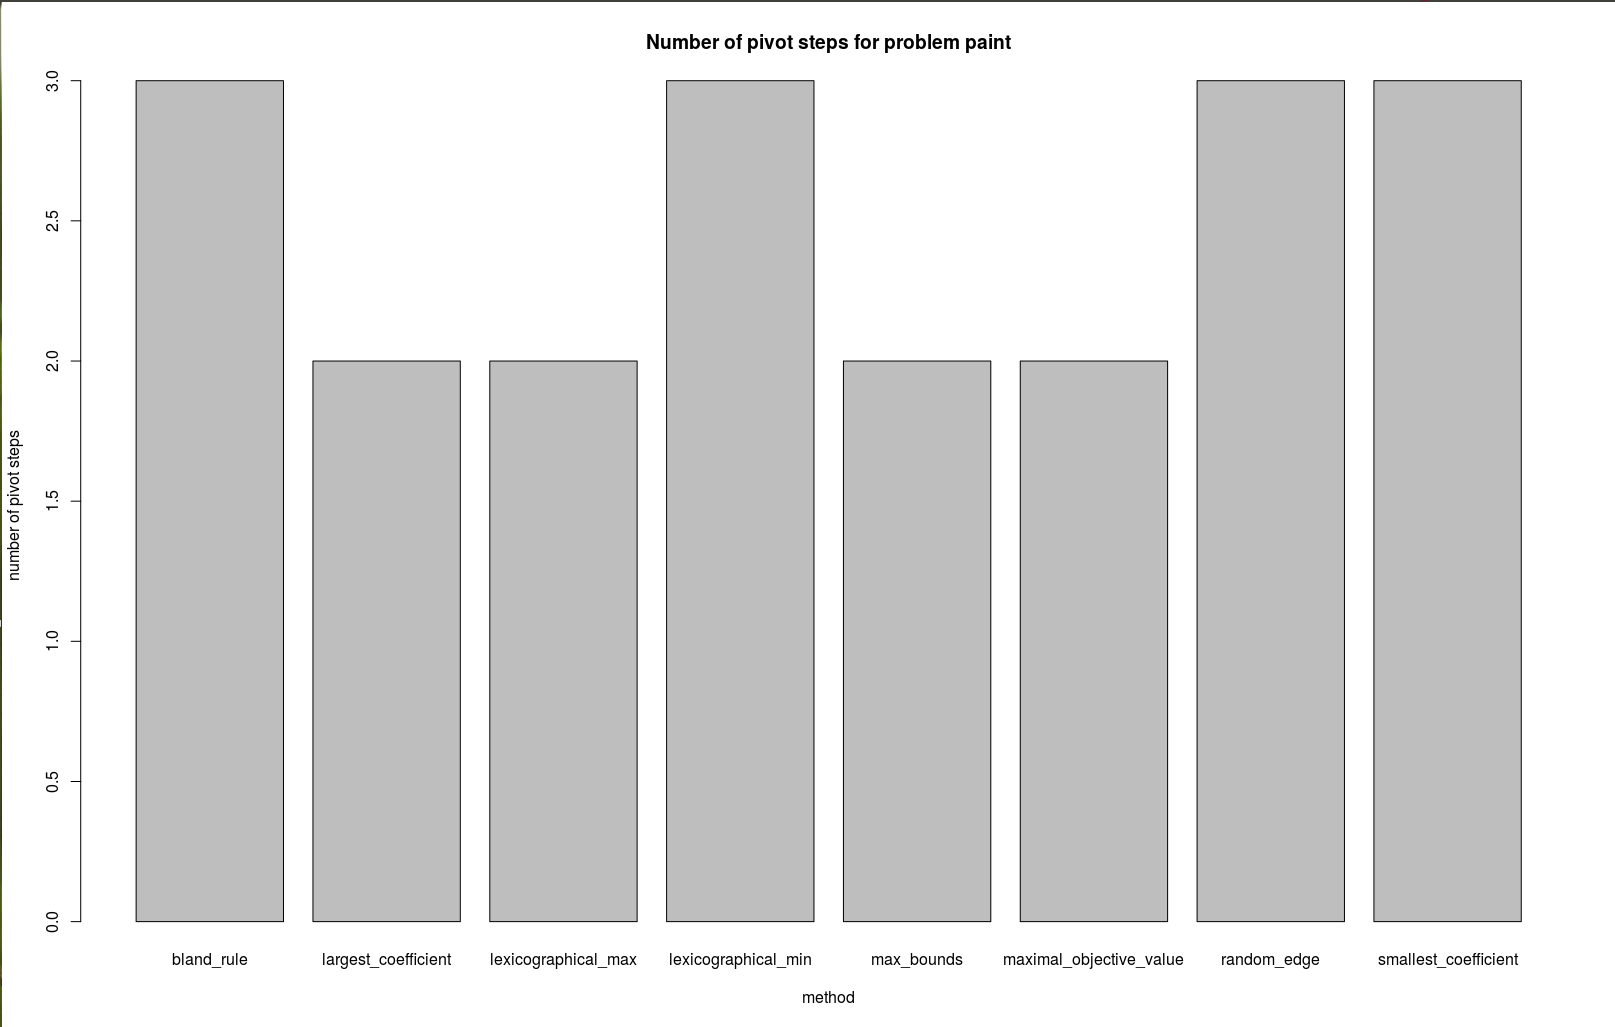 Number of pivot steps for problem paint
3.0
2.5
2.0
1.5
1.0
0.5
0.0
number of pivot steps
bland_rule largest_coefficient lexicographical_max lexicographical_min max_bounds maximal_objective_value random_edge smallest_coefficient
method